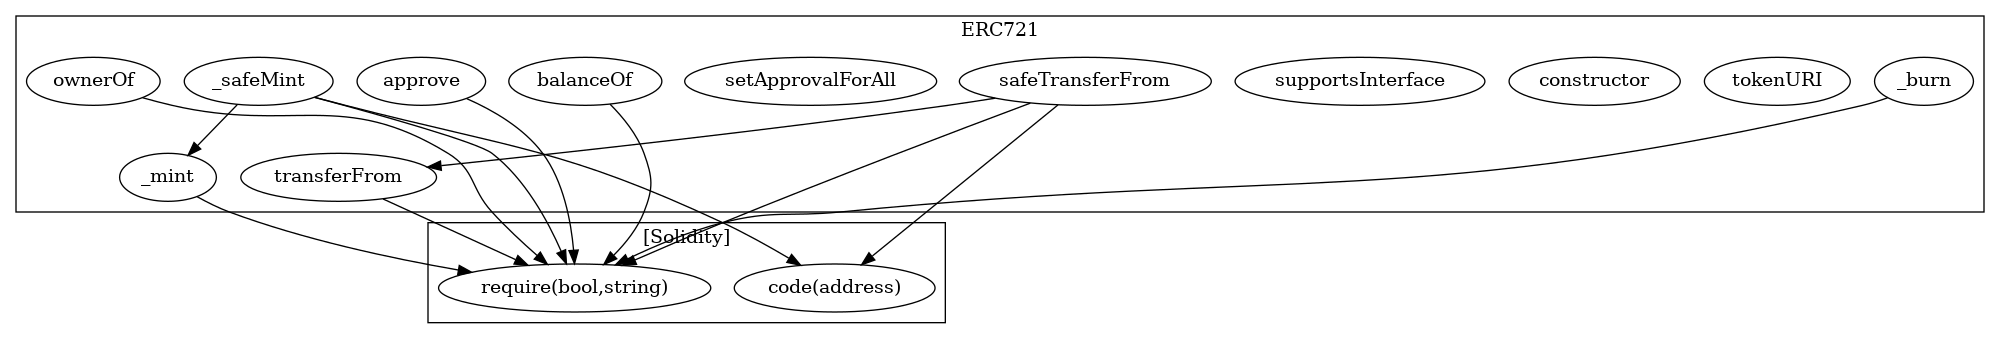 ERC721
ownerOf
_safeMint
approve
balanceOf
setApprovalForAll
safeTransferFrom
supportsInterface
constructor
tokenURI
_burn
_mint
transferFrom
[Solidity]
require(bool,string)
code(address)